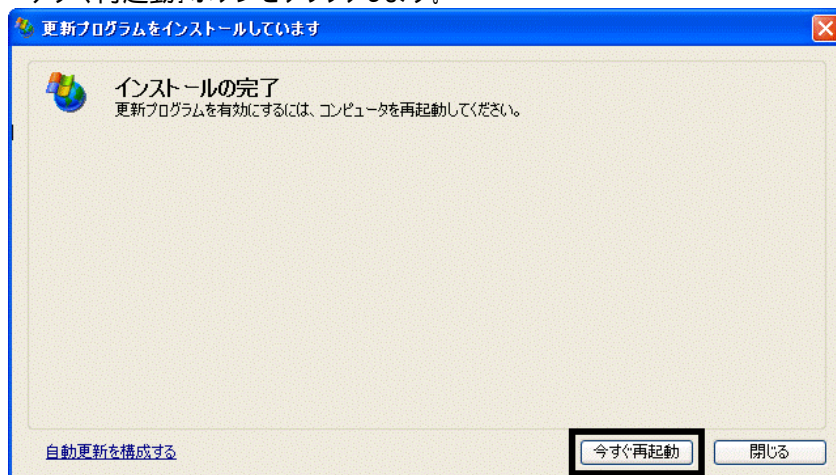 更新プログラムをインストールしています
インストールの完了
更新プログラムを有効にするには、コンピュータを再起動してください。
自動更新を構成する
今すぐ再起動
閉じる